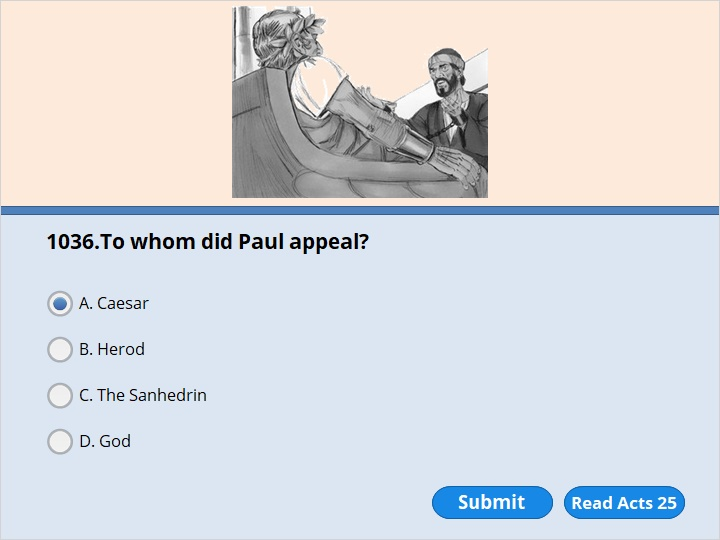 1036.To whom did Paul appeal?
A. Caesar
B. Herod
C. The Sanhedrin
D. God
Submit
Read Acts 25